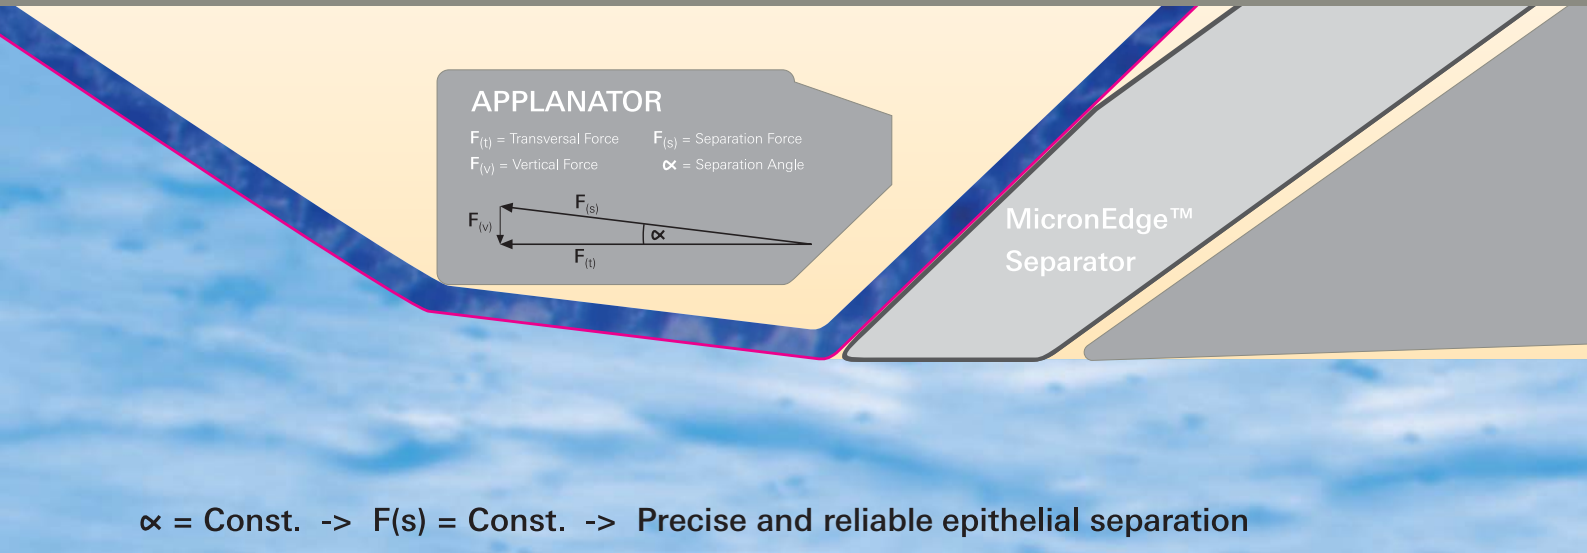 APPLANATOR
F(t) = Transversal Force F(s) = Separation Force
F(v) = Vertical Force ∝ = Separation Angle
F(s)
F(v)
∝
F(t)
MicronEdge™
Separator
∝ = Const. -> F(s) = Const. -> Precise and reliable epithelial separation